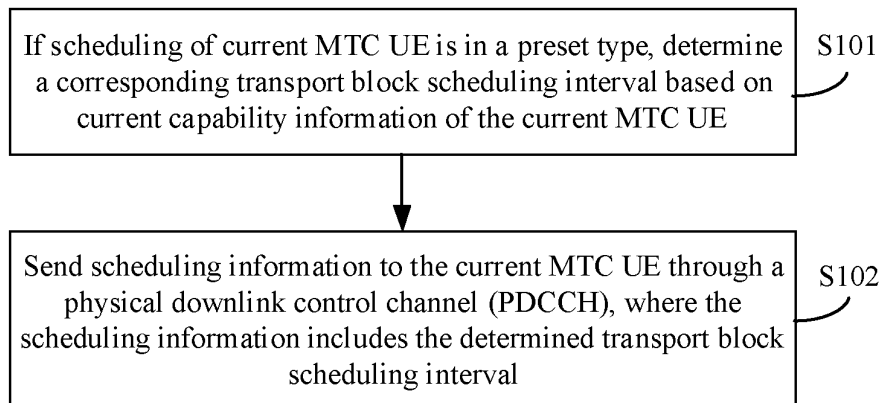 If scheduling of current MTC UE is in a preset type, determine
a corresponding transport block scheduling interval based on
current capability information of the current MTC UE
S101
Send scheduling information to the current MTC UE through a
physical downlink control channel (PDCCH), where the
scheduling information includes the determined transport block
scheduling interval
S102